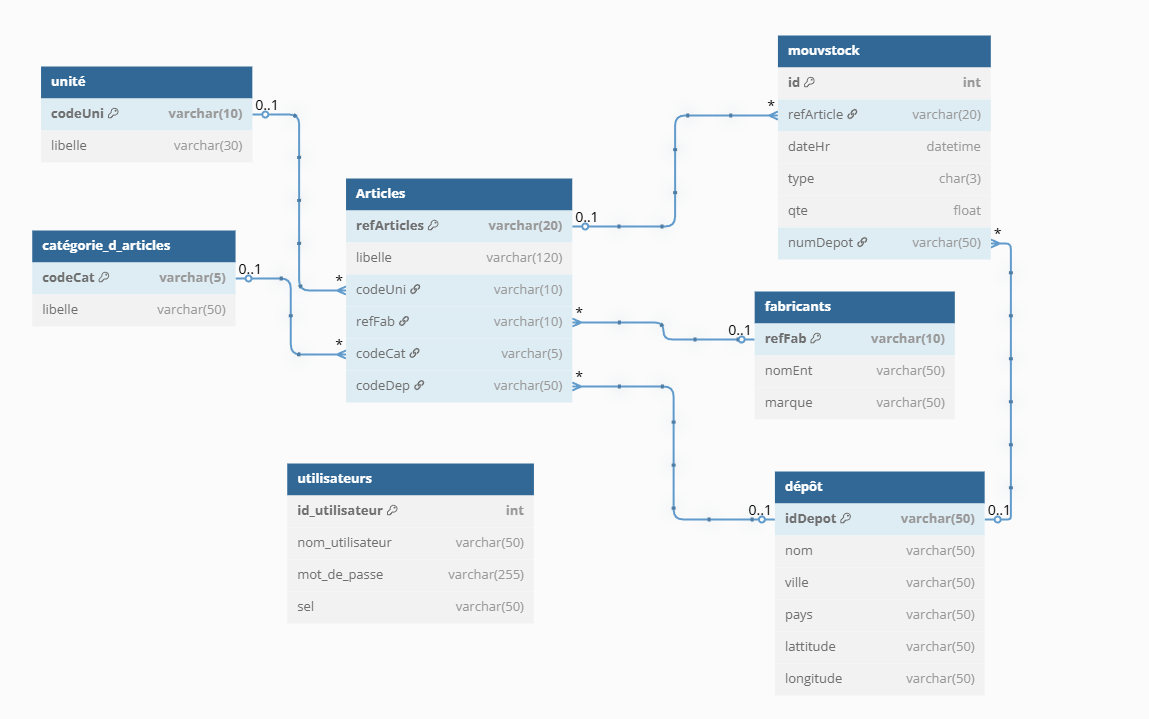 unité
codeUni varchar(10)
libelle varchar(30)
0..1
catégorie_d_articles
codeCat varchar(5)
libelle varchar(50)
0..1
Articles
refArticles varchar(20)
libelle varchar(120)
codeUni varchar(10)
refFab varchar(10)
codeCat varchar(5)
codeDep varchar(50)
0..1
*
*
*
*
mouvstock
id int
refArticle varchar(20)
dateHr datetime
type char(3)
qte float
numDepot varchar(50)
*
*
fabricants
refFab varchar(10)
nomEnt varchar(50)
marque varchar(50)
0..1
utilisateurs
id_utilisateur int
nom_utilisateur varchar(50)
mot_de_passe varchar(255)
sel varchar(50)
dépôt
idDepot varchar(50)
nom varchar(50)
ville varchar(50)
pays varchar(50)
lattitude varchar(50)
longitude varchar(50)
0..1
0..1